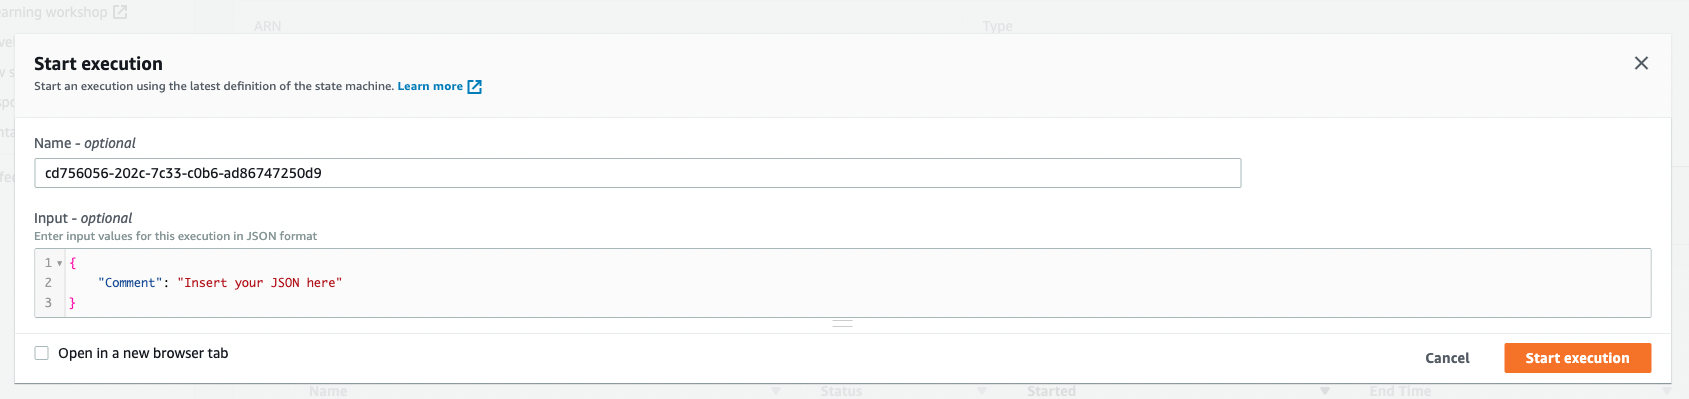 arning workshop
ARN
Type
Start execution
Start an execution using the latest definition of the state machine. Learn more
Name - optional
cd756056-202c-7c33-c0b6-ad86747250d9
Input - optional
Enter input values for this execution in JSON format
1 {
2 "Comment": "Insert your JSON here"
3 }
Open in a new browser tab
Cancel
Start execution
Name
Status
Started
End Time